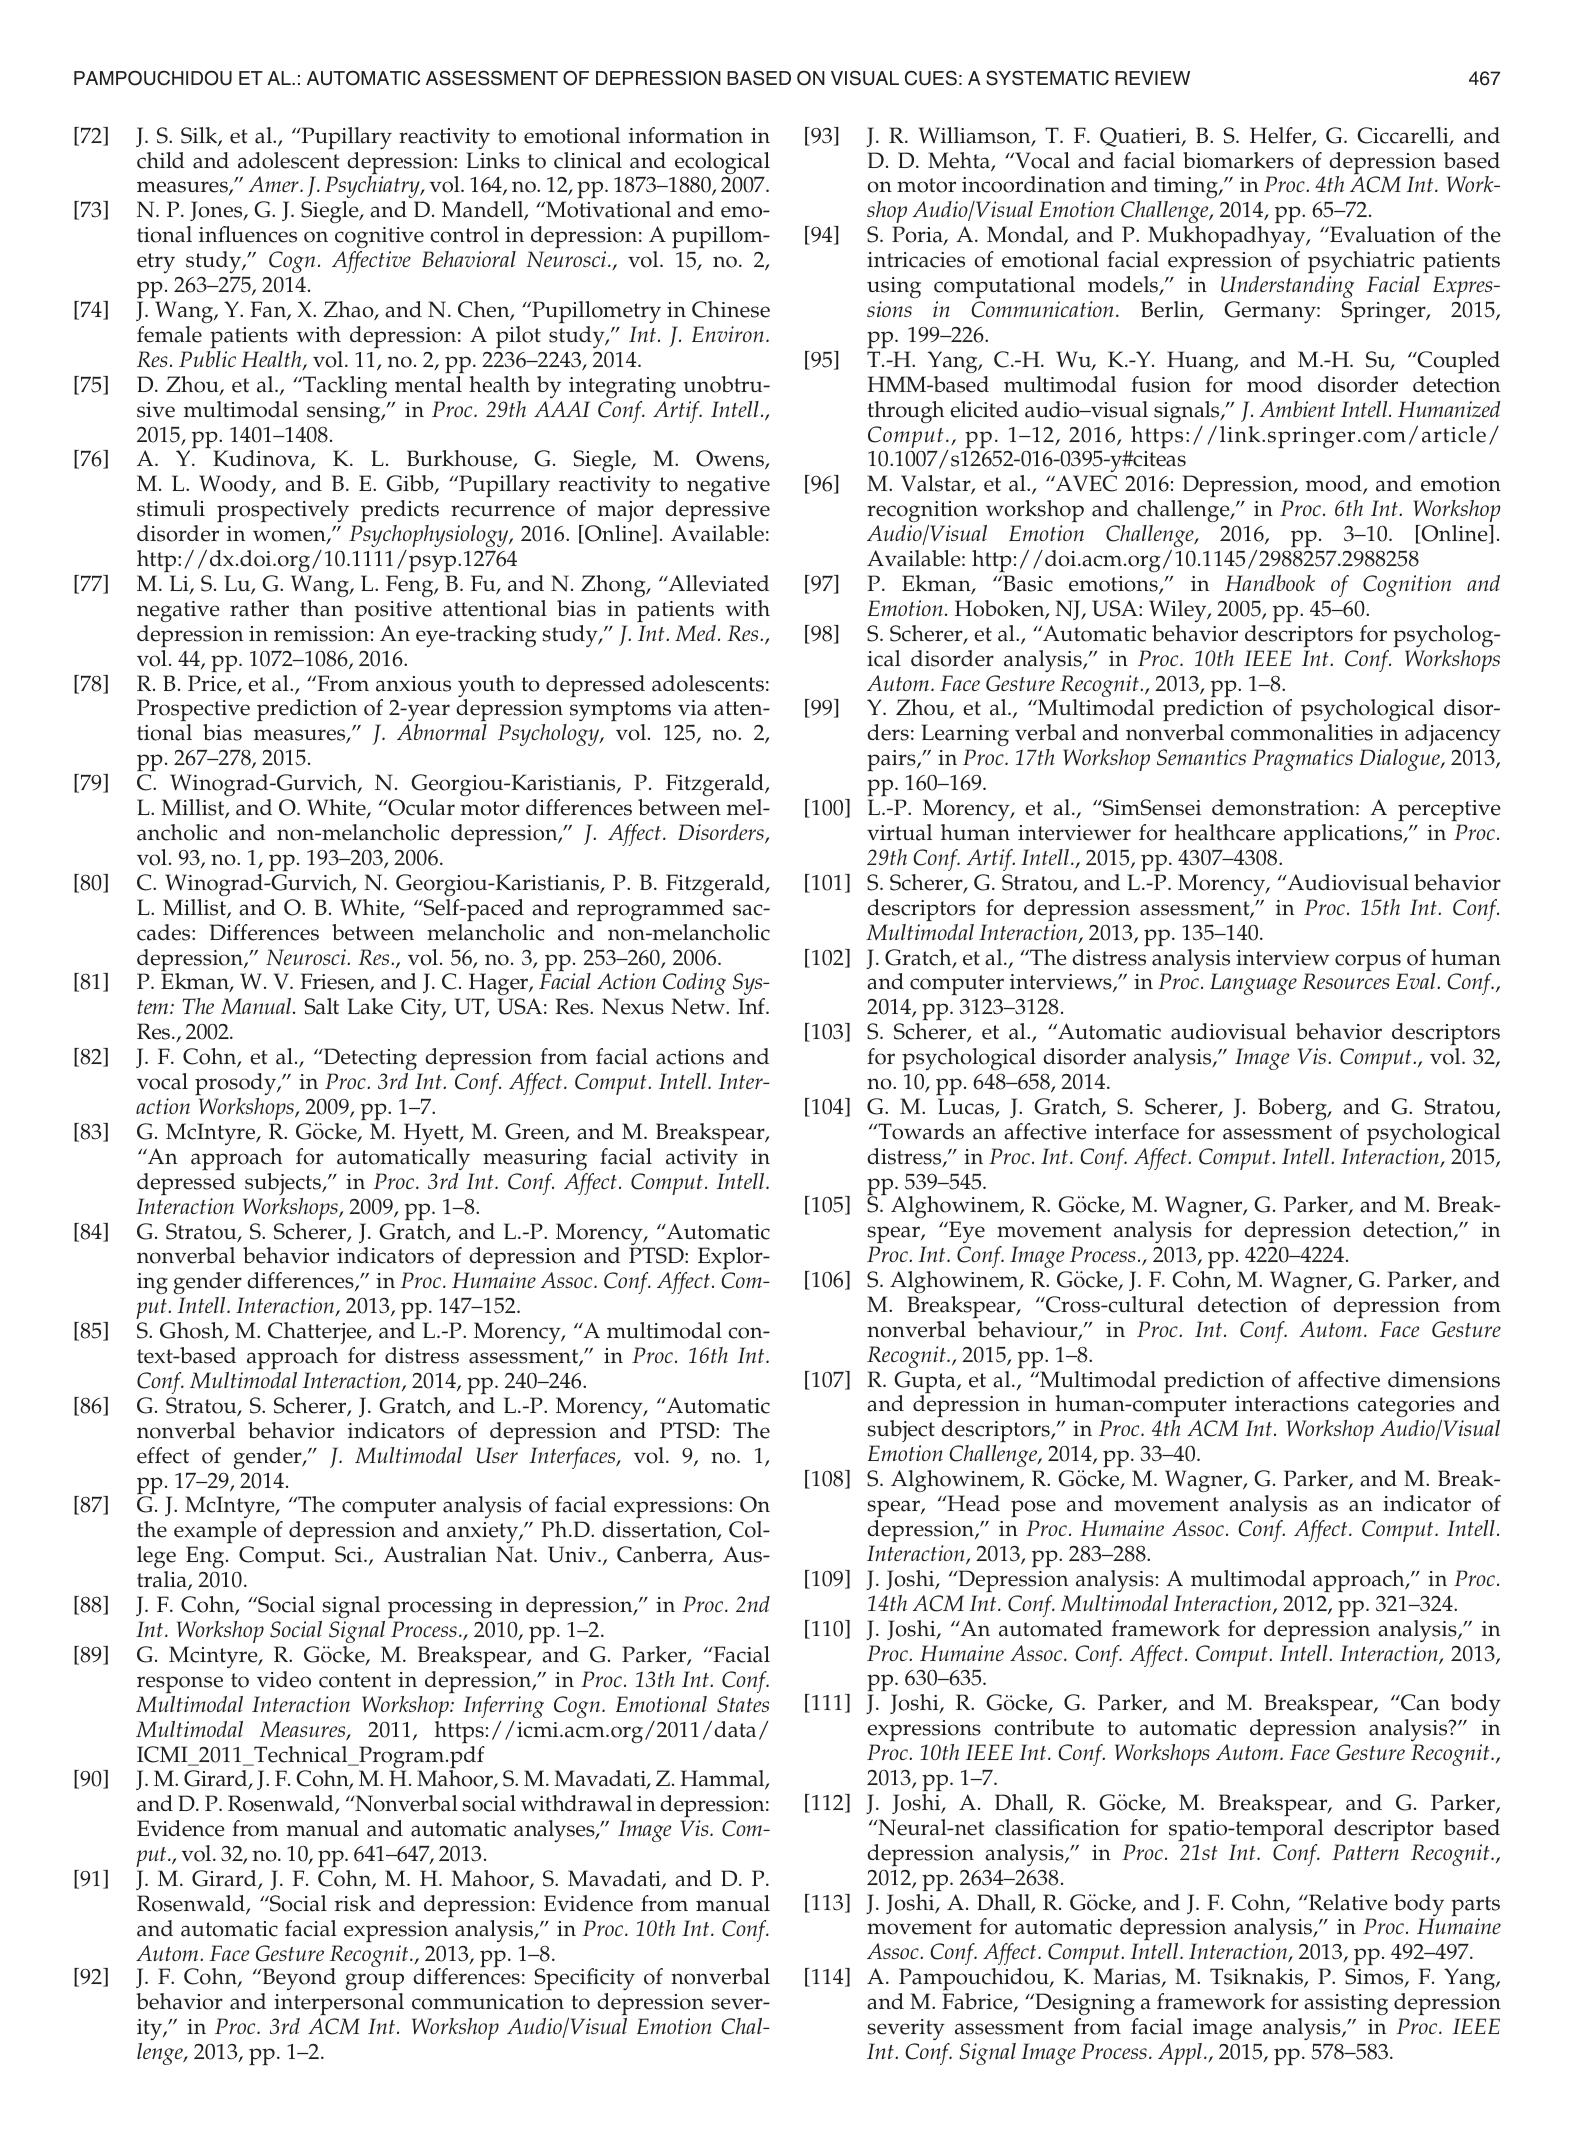 PAMPOUCHIDOU ET AL.: AUTOMATIC ASSESSMENT OF DEPRESSION BASED ON VISUAL CUES: A SYSTEMATIC REVIEW 467
[72] J. S. Silk, et al., “Pupillary reactivity to emotional information in
child and adolescent depression: Links to clinical and ecological
measures,” Amer. J. Psychiatry, vol. 164, no. 12, pp. 1873–1880, 2007.
[73] N. P. Jones, G. J. Siegle, and D. Mandell, “Motivational and emo-
tional influences on cognitive control in depression: A pupillom-
etry study,” Cogn. Affective Behavioral Neurosci., vol. 15, no. 2,
pp. 263–275, 2014.
[74] J. Wang, Y. Fan, X. Zhao, and N. Chen, “Pupillometry in Chinese
female patients with depression: A pilot study,” Int. J. Environ.
Res. Public Health, vol. 11, no. 2, pp. 2236–2243, 2014.
[75] D. Zhou, et al., “Tackling mental health by integrating unobtru-
sive multimodal sensing,” in Proc. 29th AAAI Conf. Artif. Intell.,
2015, pp. 1401–1408.
[76] A. Y. Kudinova, K. L. Burkhouse, G. Siegle, M. Owens,
M. L. Woody, and B. E. Gibb, “Pupillary reactivity to negative
stimuli prospectively predicts recurrence of major depressive
disorder in women,” Psychophysiology, 2016. [Online]. Available:
http://dx.doi.org/10.1111/psyp.12764
[77] M. Li, S. Lu, G. Wang, L. Feng, B. Fu, and N. Zhong, “Alleviated
negative rather than positive attentional bias in patients with
depression in remission: An eye-tracking study,” J. Int. Med. Res.,
vol. 44, pp. 1072–1086, 2016.
[78] R. B. Price, et al., “From anxious youth to depressed adolescents:
Prospective prediction of 2-year depression symptoms via atten-
tional bias measures,” J. Abnormal Psychology, vol. 125, no. 2,
pp. 267–278, 2015.
[79] C. Winograd-Gurvich, N. Georgiou-Karistianis, P. Fitzgerald,
L. Millist, and O. White, “Ocular motor differences between mel-
ancholic and non-melancholic depression,” J. Affect. Disorders,
vol. 93, no. 1, pp. 193–203, 2006.
[80] C. Winograd-Gurvich, N. Georgiou-Karistianis, P. B. Fitzgerald,
L. Millist, and O. B. White, “Self-paced and reprogrammed sac-
cades: Differences between melancholic and non-melancholic
depression,” Neurosci. Res., vol. 56, no. 3, pp. 253–260, 2006.
[81] P. Ekman, W. V. Friesen, and J. C. Hager, Facial Action Coding Sys-
tem: The Manual. Salt Lake City, UT, USA: Res. Nexus Netw. Inf.
Res., 2002.
[82] J. F. Cohn, et al., “Detecting depression from facial actions and
vocal prosody,” in Proc. 3rd Int. Conf. Affect. Comput. Intell. Inter-
action Workshops, 2009, pp. 1–7.
[83] G. McIntyre, R. Göcke, M. Hyett, M. Green, and M. Breakspear,
“An approach for automatically measuring facial activity in
depressed subjects,” in Proc. 3rd Int. Conf. Affect. Comput. Intell.
Interaction Workshops, 2009, pp. 1–8.
[84] G. Stratou, S. Scherer, J. Gratch, and L.-P. Morency, “Automatic
nonverbal behavior indicators of depression and PTSD: Explor-
ing gender differences,” in Proc. Humaine Assoc. Conf. Affect. Com-
put. Intell. Interaction, 2013, pp. 147–152.
[85] S. Ghosh, M. Chatterjee, and L.-P. Morency, “A multimodal con-
text-based approach for distress assessment,” in Proc. 16th Int.
Conf. Multimodal Interaction, 2014, pp. 240–246.
[86] G. Stratou, S. Scherer, J. Gratch, and L.-P. Morency, “Automatic
nonverbal behavior indicators of depression and PTSD: The
effect of gender,” J. Multimodal User Interfaces, vol. 9, no. 1,
pp. 17–29, 2014.
[87] G. J. McIntyre, “The computer analysis of facial expressions: On
the example of depression and anxiety,” Ph.D. dissertation, Col-
lege Eng. Comput. Sci., Australian Nat. Univ., Canberra, Aus-
tralia, 2010.
[88] J. F. Cohn, “Social signal processing in depression,” in Proc. 2nd
Int. Workshop Social Signal Process., 2010, pp. 1–2.
[89] G. Mcintyre, R. Göcke, M. Breakspear, and G. Parker, “Facial
response to video content in depression,” in Proc. 13th Int. Conf.
Multimodal Interaction Workshop: Inferring Cogn. Emotional States
Multimodal Measures, 2011, https://icmi.acm.org/2011/data/
ICMI_2011_Technical_Program.pdf
[90] J. M. Girard, J. F. Cohn, M. H. Mahoor, S. M. Mavadati, Z. Hammal,
and D. P. Rosenwald, “Nonverbal social withdrawal in depression:
Evidence from manual and automatic analyses,” Image Vis. Com-
put., vol. 32, no. 10, pp. 641–647, 2013.
[91] J. M. Girard, J. F. Cohn, M. H. Mahoor, S. Mavadati, and D. P.
Rosenwald, “Social risk and depression: Evidence from manual
and automatic facial expression analysis,” in Proc. 10th Int. Conf.
Autom. Face Gesture Recognit., 2013, pp. 1–8.
[92] J. F. Cohn, “Beyond group differences: Specificity of nonverbal
behavior and interpersonal communication to depression sever-
ity,” in Proc. 3rd ACM Int. Workshop Audio/Visual Emotion Chal-
lenge, 2013, pp. 1–2.
[93] J. R. Williamson, T. F. Quatieri, B. S. Helfer, G. Ciccarelli, and
D. D. Mehta, “Vocal and facial biomarkers of depression based
on motor incoordination and timing,” in Proc. 4th ACM Int. Work-
shop Audio/Visual Emotion Challenge, 2014, pp. 65–72.
[94] S. Poria, A. Mondal, and P. Mukhopadhyay, “Evaluation of the
intricacies of emotional facial expression of psychiatric patients
using computational models,” in Understanding Facial Expres-
sions in Communication. Berlin, Germany: Springer, 2015,
pp. 199–226.
[95] T.-H. Yang, C.-H. Wu, K.-Y. Huang, and M.-H. Su, “Coupled
HMM-based multimodal fusion for mood disorder detection
through elicited audio–visual signals,” J. Ambient Intell. Humanized
Comput., pp. 1–12, 2016, https://link.springer.com/article/
10.1007/s12652-016-0395-y#citeas
[96] M. Valstar, et al., “AVEC 2016: Depression, mood, and emotion
recognition workshop and challenge,” in Proc. 6th Int. Workshop
Audio/Visual Emotion Challenge, 2016, pp. 3–10. [Online].
Available: http://doi.acm.org/10.1145/2988257.2988258
[97] P. Ekman, “Basic emotions,” in Handbook of Cognition and
Emotion. Hoboken, NJ, USA: Wiley, 2005, pp. 45–60.
[98] S. Scherer, et al., “Automatic behavior descriptors for psycholog-
ical disorder analysis,” in Proc. 10th IEEE Int. Conf. Workshops
Autom. Face Gesture Recognit., 2013, pp. 1–8.
[99] Y. Zhou, et al., “Multimodal prediction of psychological disor-
ders: Learning verbal and nonverbal commonalities in adjacency
pairs,” in Proc. 17th Workshop Semantics Pragmatics Dialogue, 2013,
pp. 160–169.
[100] L.-P. Morency, et al., “SimSensei demonstration: A perceptive
virtual human interviewer for healthcare applications,” in Proc.
29th Conf. Artif. Intell., 2015, pp. 4307–4308.
[101] S. Scherer, G. Stratou, and L.-P. Morency, “Audiovisual behavior
descriptors for depression assessment,” in Proc. 15th Int. Conf.
Multimodal Interaction, 2013, pp. 135–140.
[102] J. Gratch, et al., “The distress analysis interview corpus of human
and computer interviews,” in Proc. Language Resources Eval. Conf.,
2014, pp. 3123–3128.
[103] S. Scherer, et al., “Automatic audiovisual behavior descriptors
for psychological disorder analysis,” Image Vis. Comput., vol. 32,
no. 10, pp. 648–658, 2014.
[104] G. M. Lucas, J. Gratch, S. Scherer, J. Boberg, and G. Stratou,
“Towards an affective interface for assessment of psychological
distress,” in Proc. Int. Conf. Affect. Comput. Intell. Interaction, 2015,
pp. 539–545.
[105] S. Alghowinem, R. Göcke, M. Wagner, G. Parker, and M. Break-
spear, “Eye movement analysis for depression detection,” in
Proc. Int. Conf. Image Process., 2013, pp. 4220–4224.
[106] S. Alghowinem, R. Göcke, J. F. Cohn, M. Wagner, G. Parker, and
M. Breakspear, “Cross-cultural detection of depression from
nonverbal behaviour,” in Proc. Int. Conf. Autom. Face Gesture
Recognit., 2015, pp. 1–8.
[107] R. Gupta, et al., “Multimodal prediction of affective dimensions
and depression in human-computer interactions categories and
subject descriptors,” in Proc. 4th ACM Int. Workshop Audio/Visual
Emotion Challenge, 2014, pp. 33–40.
[108] S. Alghowinem, R. Göcke, M. Wagner, G. Parker, and M. Break-
spear, “Head pose and movement analysis as an indicator of
depression,” in Proc. Humaine Assoc. Conf. Affect. Comput. Intell.
Interaction, 2013, pp. 283–288.
[109] J. Joshi, “Depression analysis: A multimodal approach,” in Proc.
14th ACM Int. Conf. Multimodal Interaction, 2012, pp. 321–324.
[110] J. Joshi, “An automated framework for depression analysis,” in
Proc. Humaine Assoc. Conf. Affect. Comput. Intell. Interaction, 2013,
pp. 630–635.
[111] J. Joshi, R. Göcke, G. Parker, and M. Breakspear, “Can body
expressions contribute to automatic depression analysis?” in
Proc. 10th IEEE Int. Conf. Workshops Autom. Face Gesture Recognit.,
2013, pp. 1–7.
[112] J. Joshi, A. Dhall, R. Göcke, M. Breakspear, and G. Parker,
“Neural-net classification for spatio-temporal descriptor based
depression analysis,” in Proc. 21st Int. Conf. Pattern Recognit.,
2012, pp. 2634–2638.
[113] J. Joshi, A. Dhall, R. Göcke, and J. F. Cohn, “Relative body parts
movement for automatic depression analysis,” in Proc. Humaine
Assoc. Conf. Affect. Comput. Intell. Interaction, 2013, pp. 492–497.
[114] A. Pampouchidou, K. Marias, M. Tsiknakis, P. Simos, F. Yang,
and M. Fabrice, “Designing a framework for assisting depression
severity assessment from facial image analysis,” in Proc. IEEE
Int. Conf. Signal Image Process. Appl., 2015, pp. 578–583.